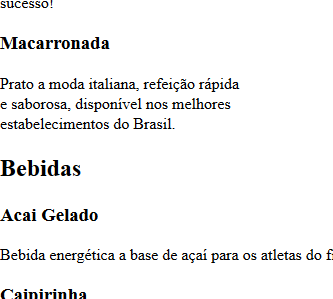 sucesso!
Macarronada
Prato a moda italiana, refeição rápida
e saborosa, disponível nos melhores
estabelecimentos do Brasil.
Bebidas
Acai Gelado
Bebida energética a base de açaí para os atletas do
Caipirinha